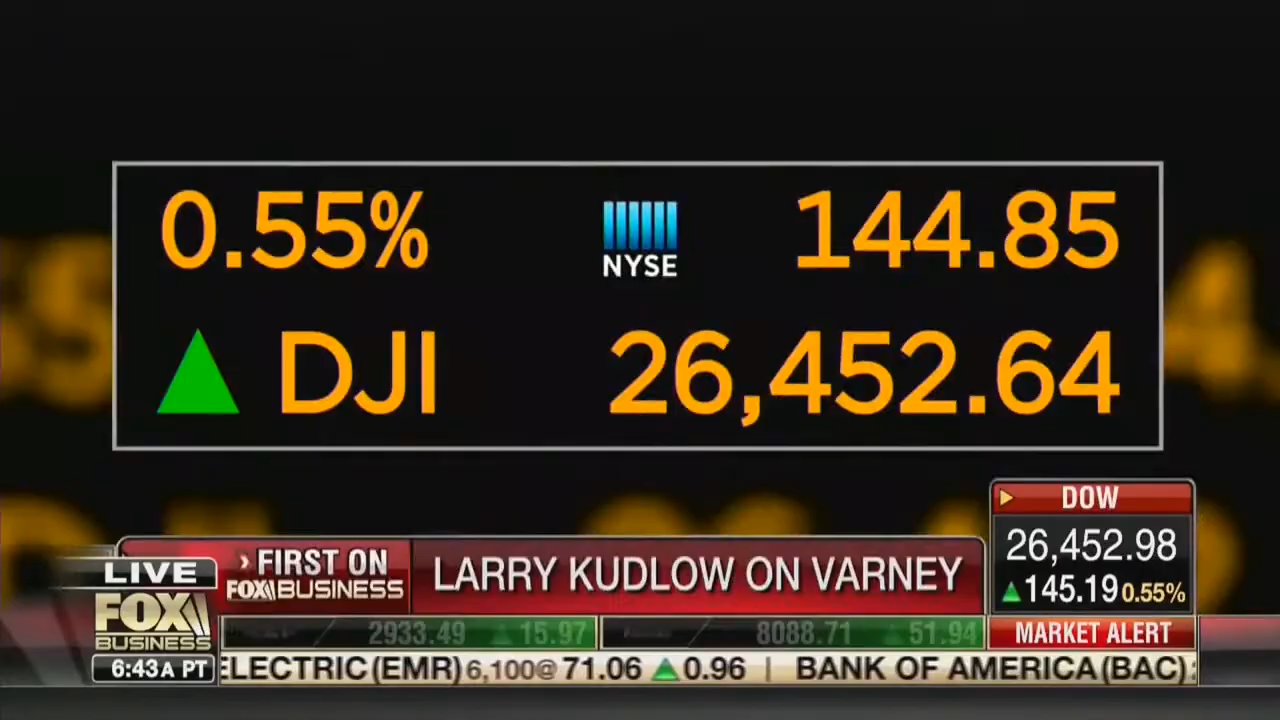 0.55% NYSE 144.85
▲ DJI 26,452.64
DOW
26,452.98
▲145.19 0.55%
MARKET ALERT
› FIRST ON
FOX BUSINESS
LARRY KUDLOW ON VARNEY
LIVE
FOX
BUSINESS
6:43A PT
2933.49 ▲ 15.97 8088.71 ▲ 51.94
ELECTRIC(EMR) 6,100@ 71.06 ▲0.96 | BANK OF AMERICA(BAC)